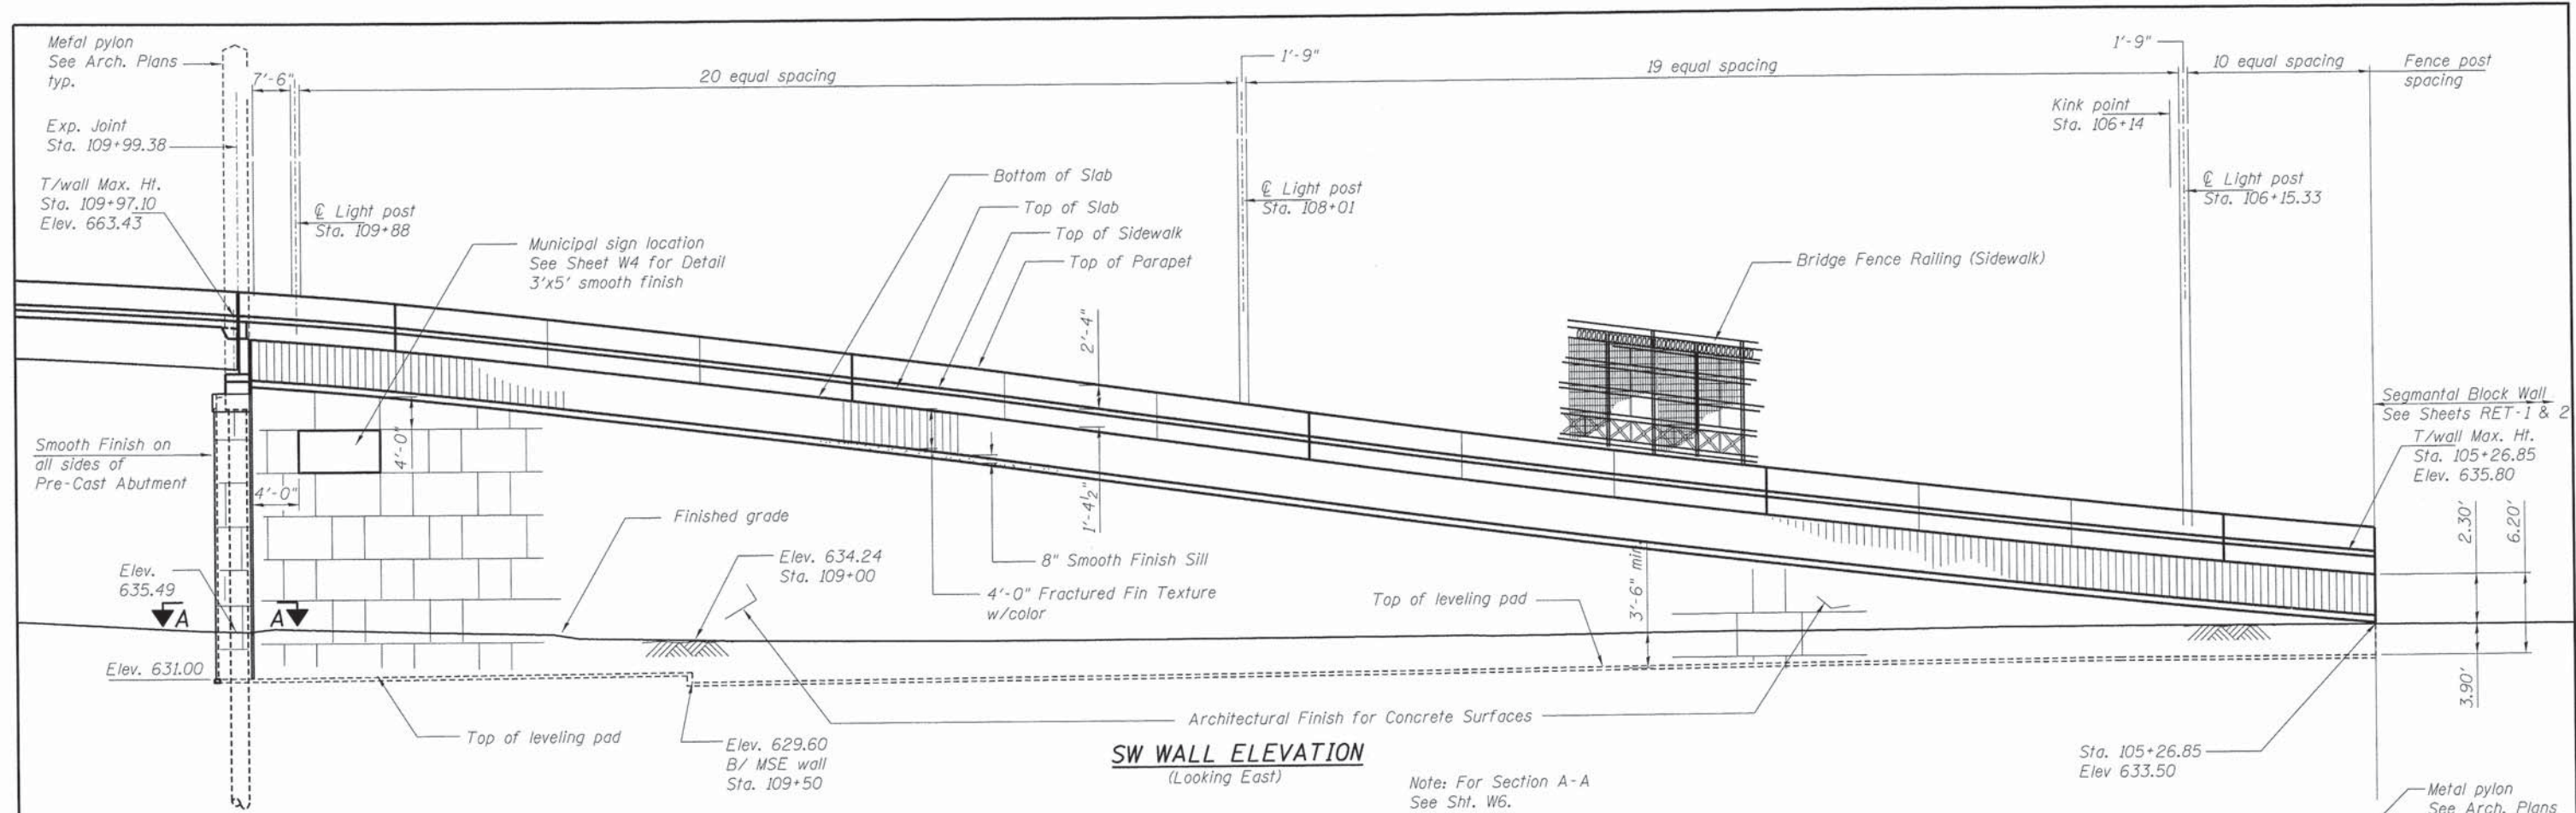 Metal pylon
See Arch. Plans
typ.
7'-6"
20 equal spacing
1'-9"
19 equal spacing
1'-9"
10 equal spacing
Fence post
spacing
Exp. Joint
Sta. 109+99.38
Kink point
Sta. 106+14
T/wall Max. Ht.
Sta. 109+97.10
Elev. 663.43
℄ Light post
Sta. 109+88
Bottom of Slab
Top of Slab
Top of Sidewalk
Top of Parapet
℄ Light post
Sta. 108+01
℄ Light post
Sta. 106+15.33
Municipal sign location
See Sheet W4 for Detail
3'x5' smooth finish
Bridge Fence Railing (Sidewalk)
2'-4"
Segmantal Block Wall
See Sheets RET-1 & 2
T/wall Max. Ht.
Sta. 105+26.85
Elev. 635.80
Smooth Finish on
all sides of
Pre-Cast Abutment
4'-0"
4'-0"
1'-4½"
Finished grade
8" Smooth Finish Sill
4'-0" Fractured Fin Texture
w/color
Elev. 634.24
Sta. 109+00
2.30'
6.20'
3.90'
Elev.
635.49
A
A
Top of leveling pad
3'-6" min.
Elev. 631.00
Architectural Finish for Concrete Surfaces
Top of leveling pad
Elev. 629.60
B/ MSE wall
Sta. 109+50
SW WALL ELEVATION
(Looking East)
Note: For Section A-A
See Sht. W6.
Sta. 105+26.85
Elev 633.50
Metal pylon
See Arch. Plans